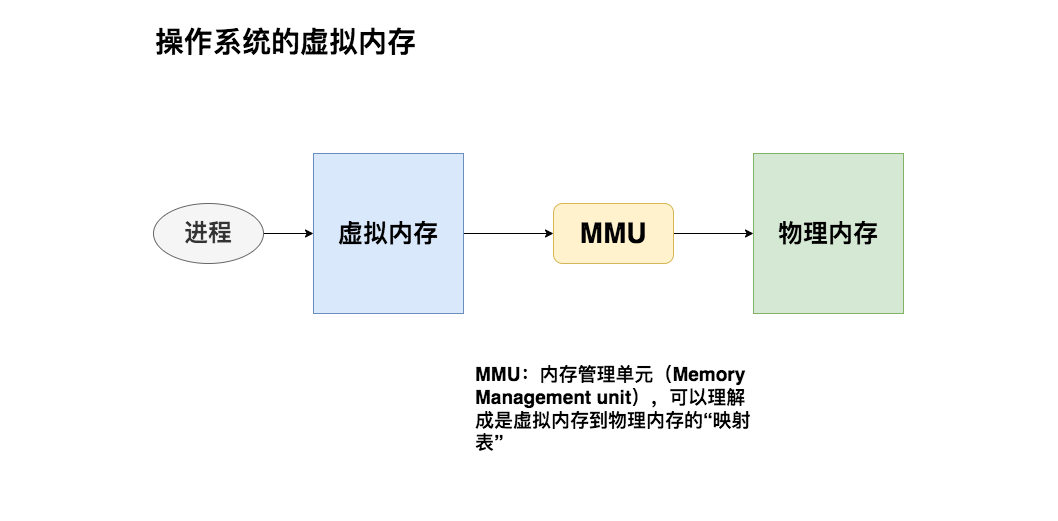 操作系统的虚拟内存
进程
虚拟内存
MMU
物理内存
MMU：内存管理单元（Memory
Management unit），可以理解
成是虚拟内存到物理内存的“映射
表”